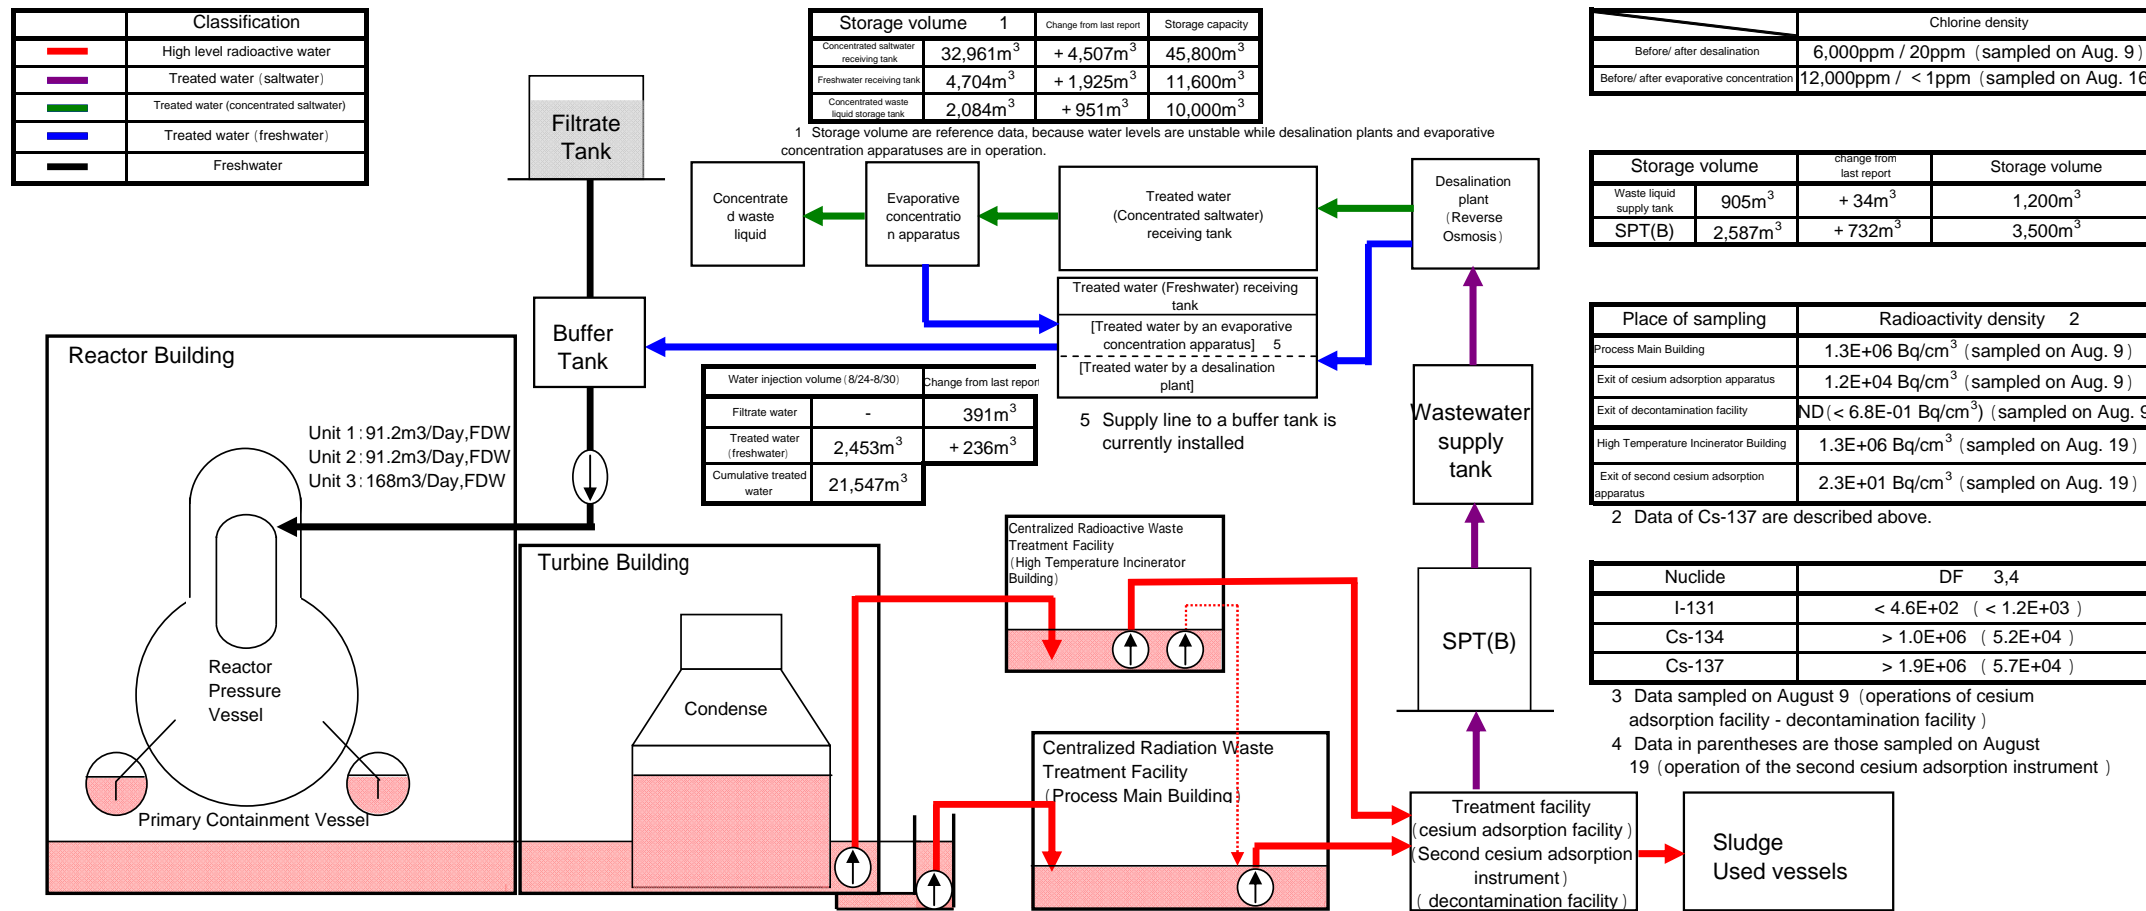 Classification
High level radioactive water
Treated water (saltwater)
Treated water (concentrated saltwater)
Treated water (freshwater)
Freshwater
Storage volume 1 Change from last report Storage capacity
Concentrated saltwater
receiving tank 32,961m3 + 4,507m3 45,800m3
Freshwater receiving tank 4,704m3 + 1,925m3 11,600m3
Concentrated waste
liquid storage tank 2,084m3 + 951m3 10,000m3
1 Storage volume are reference data, because water levels are unstable while desalination plants and evaporative
concentration apparatuses are in operation.
Chlorine density
Before/ after desalination 6,000ppm / 20ppm (sampled on Aug. 9)
Before/ after evaporative concentration 12,000ppm / < 1ppm (sampled on Aug. 16
Storage volume change from
last report Storage volume
Waste liquid
supply tank 905m3 + 34m3 1,200m3
SPT(B) 2,587m3 + 732m3 3,500m3
Place of sampling Radioactivity density 2
Process Main Building 1.3E+06 Bq/cm3 (sampled on Aug. 9)
Exit of cesium adsorption apparatus 1.2E+04 Bq/cm3 (sampled on Aug. 9)
Exit of decontamination facility ND(< 6.8E-01 Bq/cm3) (sampled on Aug. 9
High Temperature Incinerator Building 1.3E+06 Bq/cm3 (sampled on Aug. 19)
Exit of second cesium adsorption
apparatus 2.3E+01 Bq/cm3 (sampled on Aug. 19)
2 Data of Cs-137 are described above.
Nuclide DF 3,4
I-131 < 4.6E+02 ( < 1.2E+03 )
Cs-134 > 1.0E+06 ( 5.2E+04 )
Cs-137 > 1.9E+06 ( 5.7E+04 )
3 Data sampled on August 9 (operations of cesium
adsorption facility - decontamination facility )
4 Data in parentheses are those sampled on August
19 (operation of the second cesium adsorption instrument )
Filtrate
Tank
Concentrate
d waste
liquid
Evaporative
concentratio
n apparatus
Treated water
(Concentrated saltwater)
receiving tank
Desalination
plant
(Reverse
Osmosis)
Treated water (Freshwater) receiving
tank
[Treated water by an evaporative
concentration apparatus] 5
[Treated water by a desalination
plant]
5 Supply line to a buffer tank is
currently installed
Buffer
Tank
Water injection volume (8/24-8/30) Change from last report
Filtrate water - 391m3
Treated water
(freshwater) 2,453m3 + 236m3
Cumulative treated
water 21,547m3
Wastewater
supply
tank
SPT(B)
Reactor Building
Unit 1: 91.2m3/Day,FDW
Unit 2: 91.2m3/Day,FDW
Unit 3: 168m3/Day,FDW
Reactor
Pressure
Vessel
Primary Containment Vessel
Turbine Building
Condense
Centralized Radioactive Waste
Treatment Facility
(High Temperature Incinerator
Building)
Centralized Radiation Waste
Treatment Facility
(Process Main Building)
Treatment facility
(cesium adsorption facility)
(Second cesium adsorption
instrument)
( decontamination facility)
Sludge
Used vessels